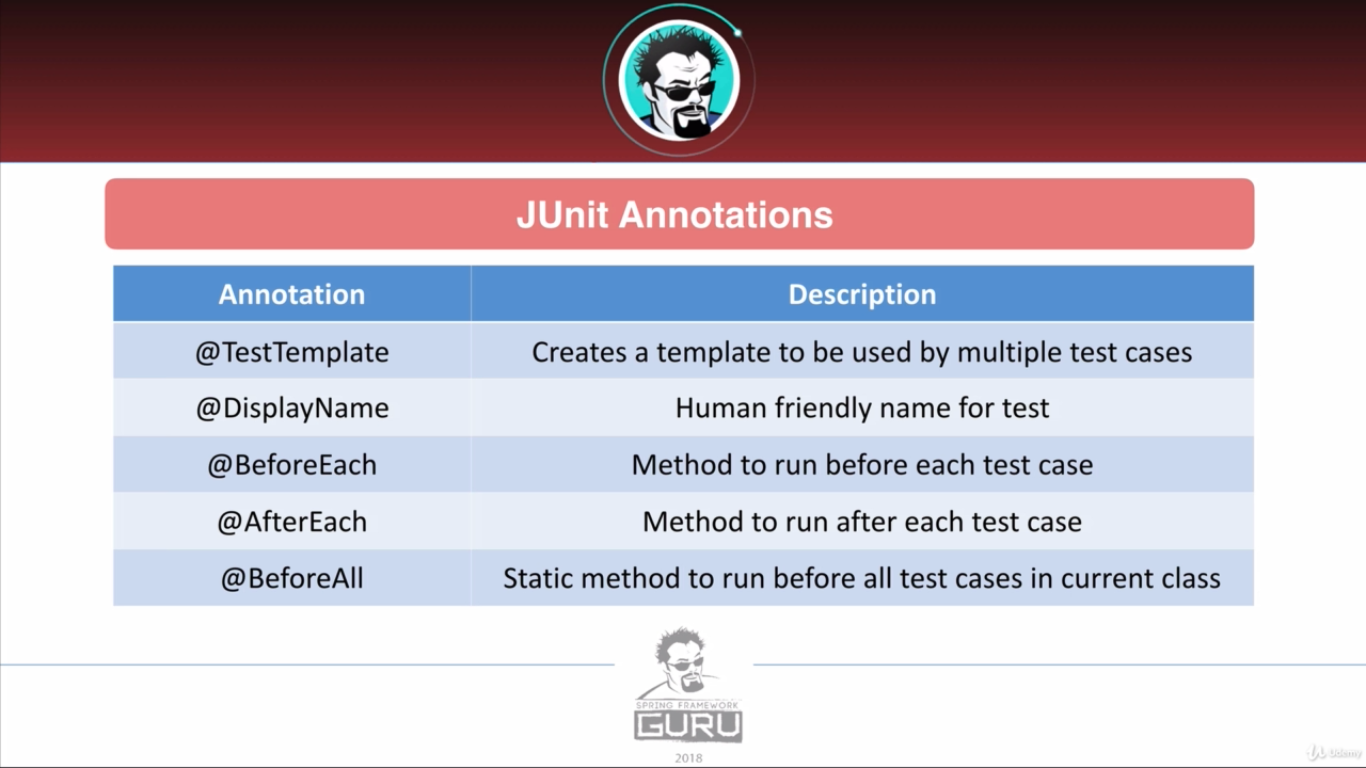 JUnit Annotations
Annotation Description
@TestTemplate Creates a template to be used by multiple test cases
@DisplayName Human friendly name for test
@BeforeEach Method to run before each test case
@AfterEach Method to run after each test case
@BeforeAll Static method to run before all test cases in current class
SPRING FRAMEWORK
GURU
2018
Udemy